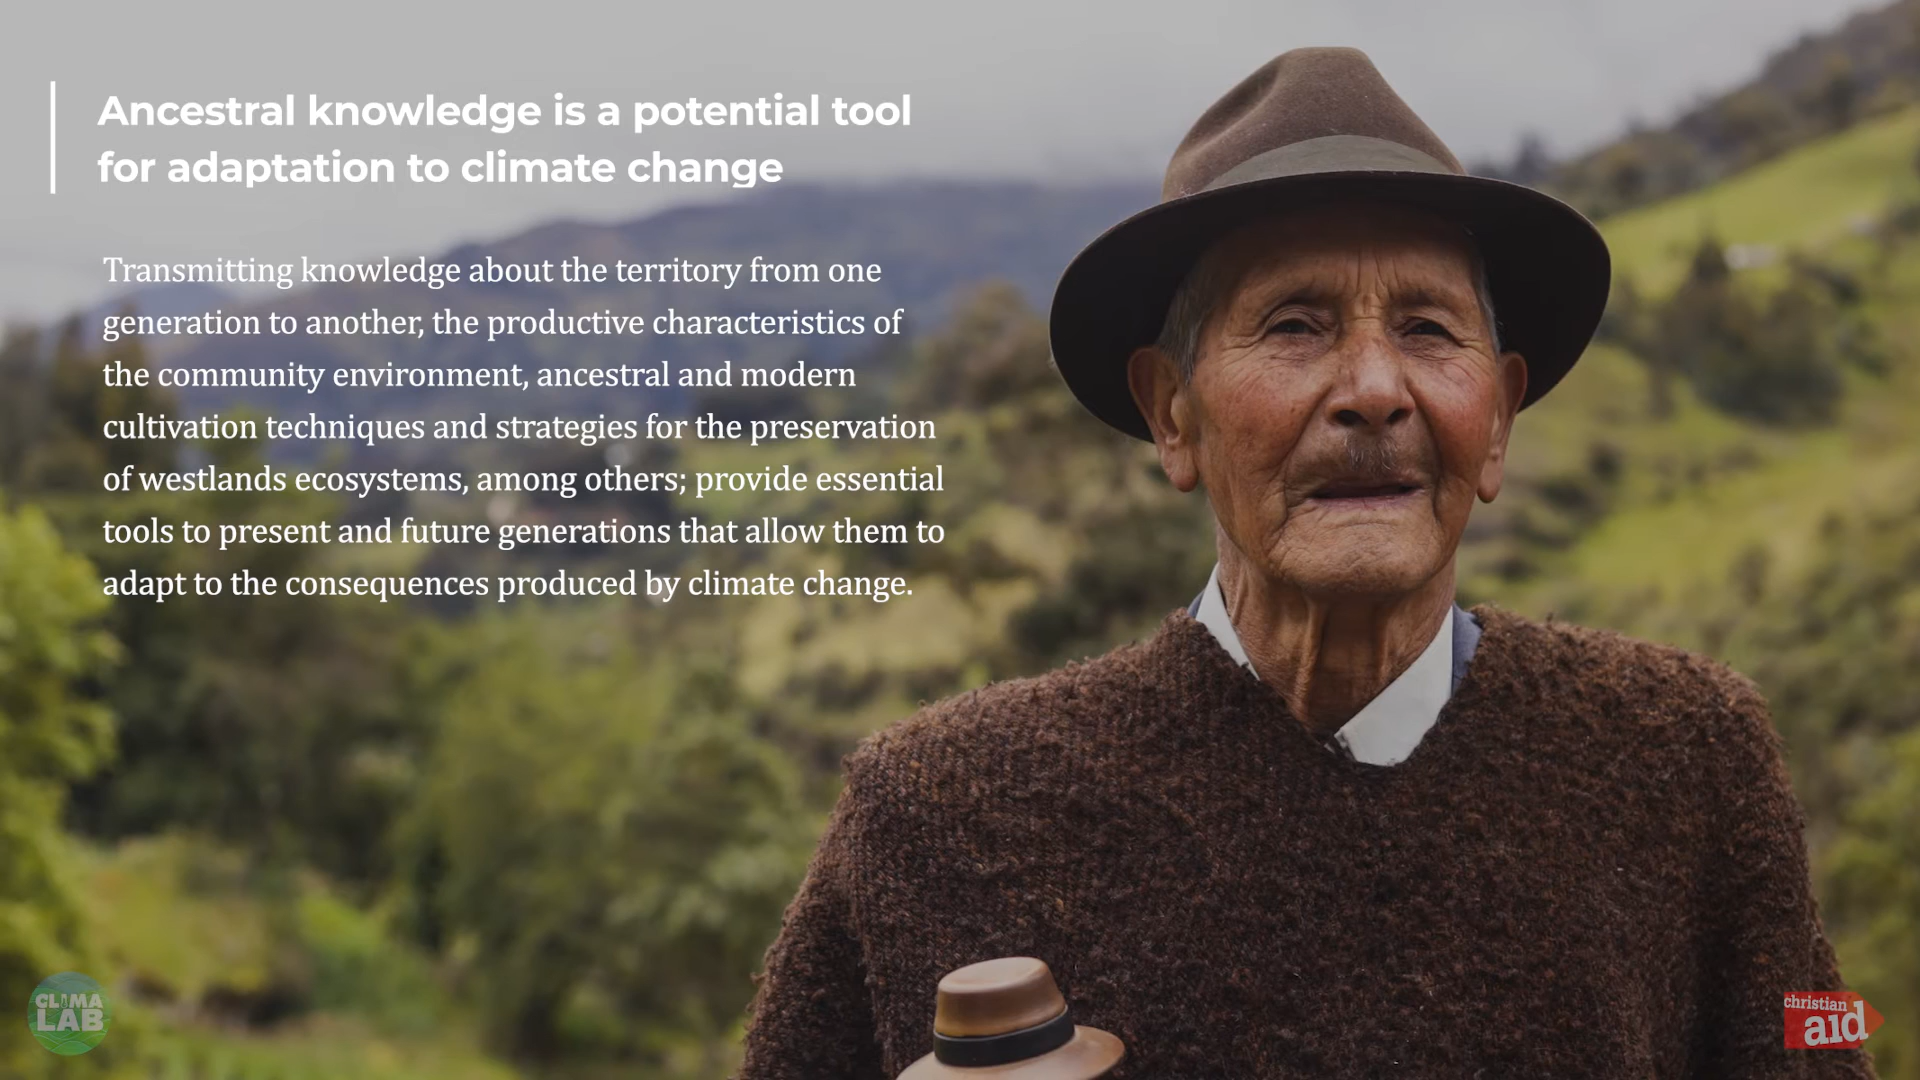 Ancestral knowledge is a potential tool
for adaptation to climate change
Transmitting knowledge about the territory from one
generation to another, the productive characteristics of
the community environment, ancestral and modern
cultivation techniques and strategies for the preservation
of westlands ecosystems, among others; provide essential
tools to present and future generations that allow them to
adapt to the consequences produced by climate change.
CLIMA
LAB
christian
aid